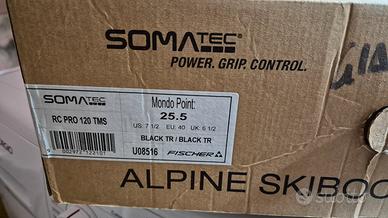 SOMATEC
POWER. GRIP. CONTROL.
SOMATEC
Mondo Point:
RC PRO 120 TMS
25.5
US: 7 1/2 EU: 40 UK: 6 1/2
BLACK TR / BLACK TR
U08516
FISCHER
ALPINE SKIBOO
subito